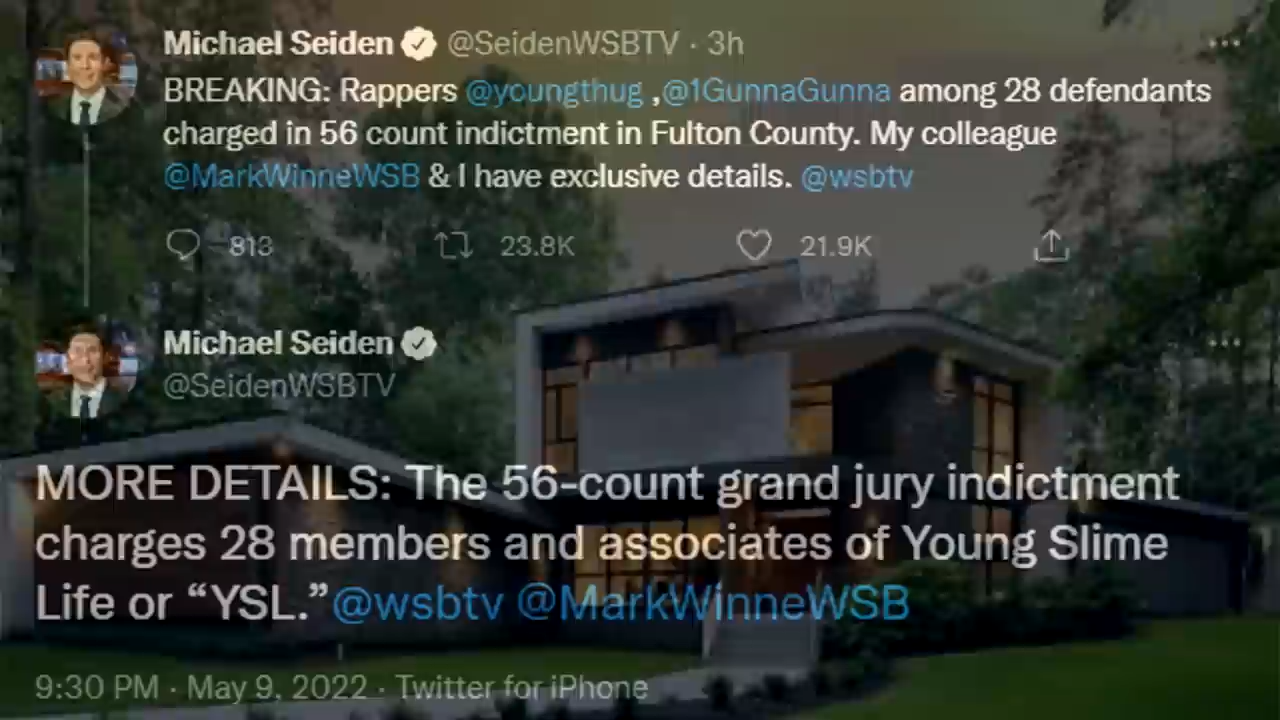 Michael Seiden @SeidenWSBTV · 3h
BREAKING: Rappers @youngthug ,@1GunnaGunna among 28 defendants
charged in 56 count indictment in Fulton County. My colleague
@MarkWinneWSB & I have exclusive details. @wsbtv
813 23.8K 21.9K
Michael Seiden
@SeidenWSBTV
MORE DETAILS: The 56-count grand jury indictment
charges 28 members and associates of Young Slime
Life or “YSL.”@wsbtv @MarkWinneWSB
9:30 PM · May 9, 2022 · Twitter for iPhone